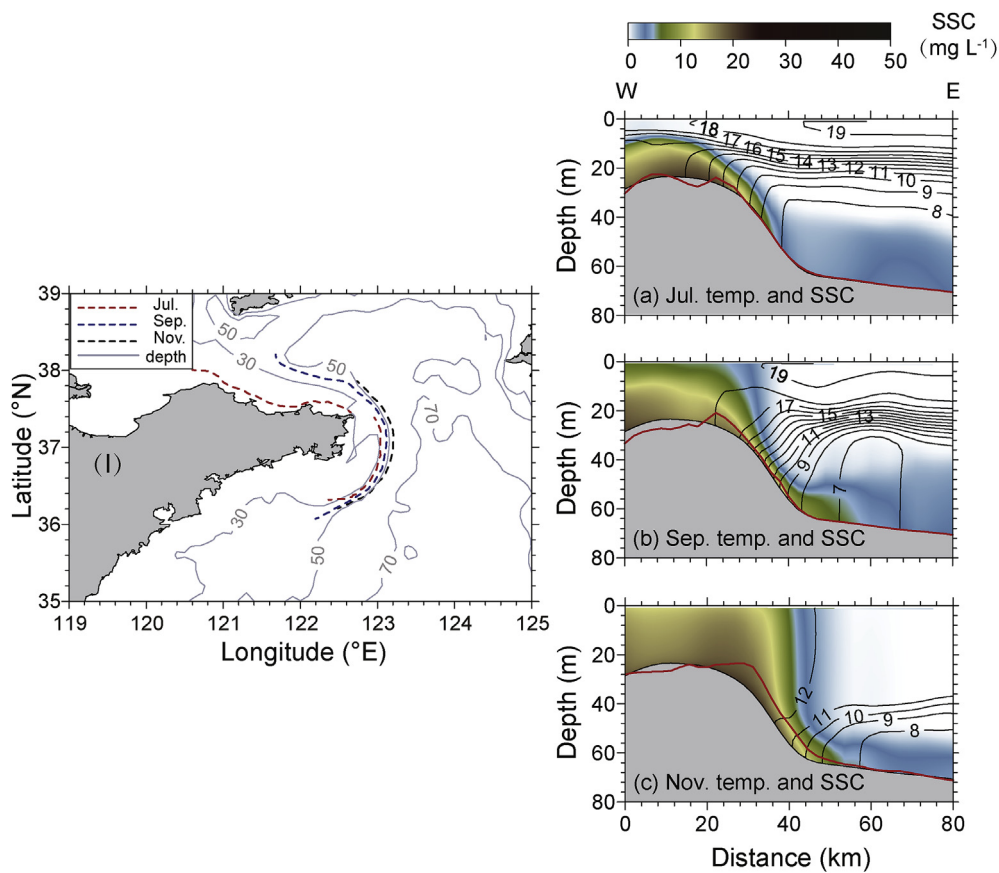 SSC
(mg L⁻¹)
0 10 20 30 40 50
W E
0
20
40
60
80
Depth (m)
18 19
17
16
15
14 13 12 11
10
9
8
(a) Jul. temp. and SSC
0
20
40
60
80
Depth (m)
19
17
15 13
11
9
7
(b) Sep. temp. and SSC
0
20
40
60
80
Depth (m)
12
11 10 9
8
(c) Nov. temp. and SSC
0 20 40 60 80
Distance (km)
Jul.
Sep.
Nov.
depth
39
38
37
36
35
Latitude (°N)
50
30
50
70
(I)
30
50
70
119 120 121 122 123 124 125
Longitude (°E)